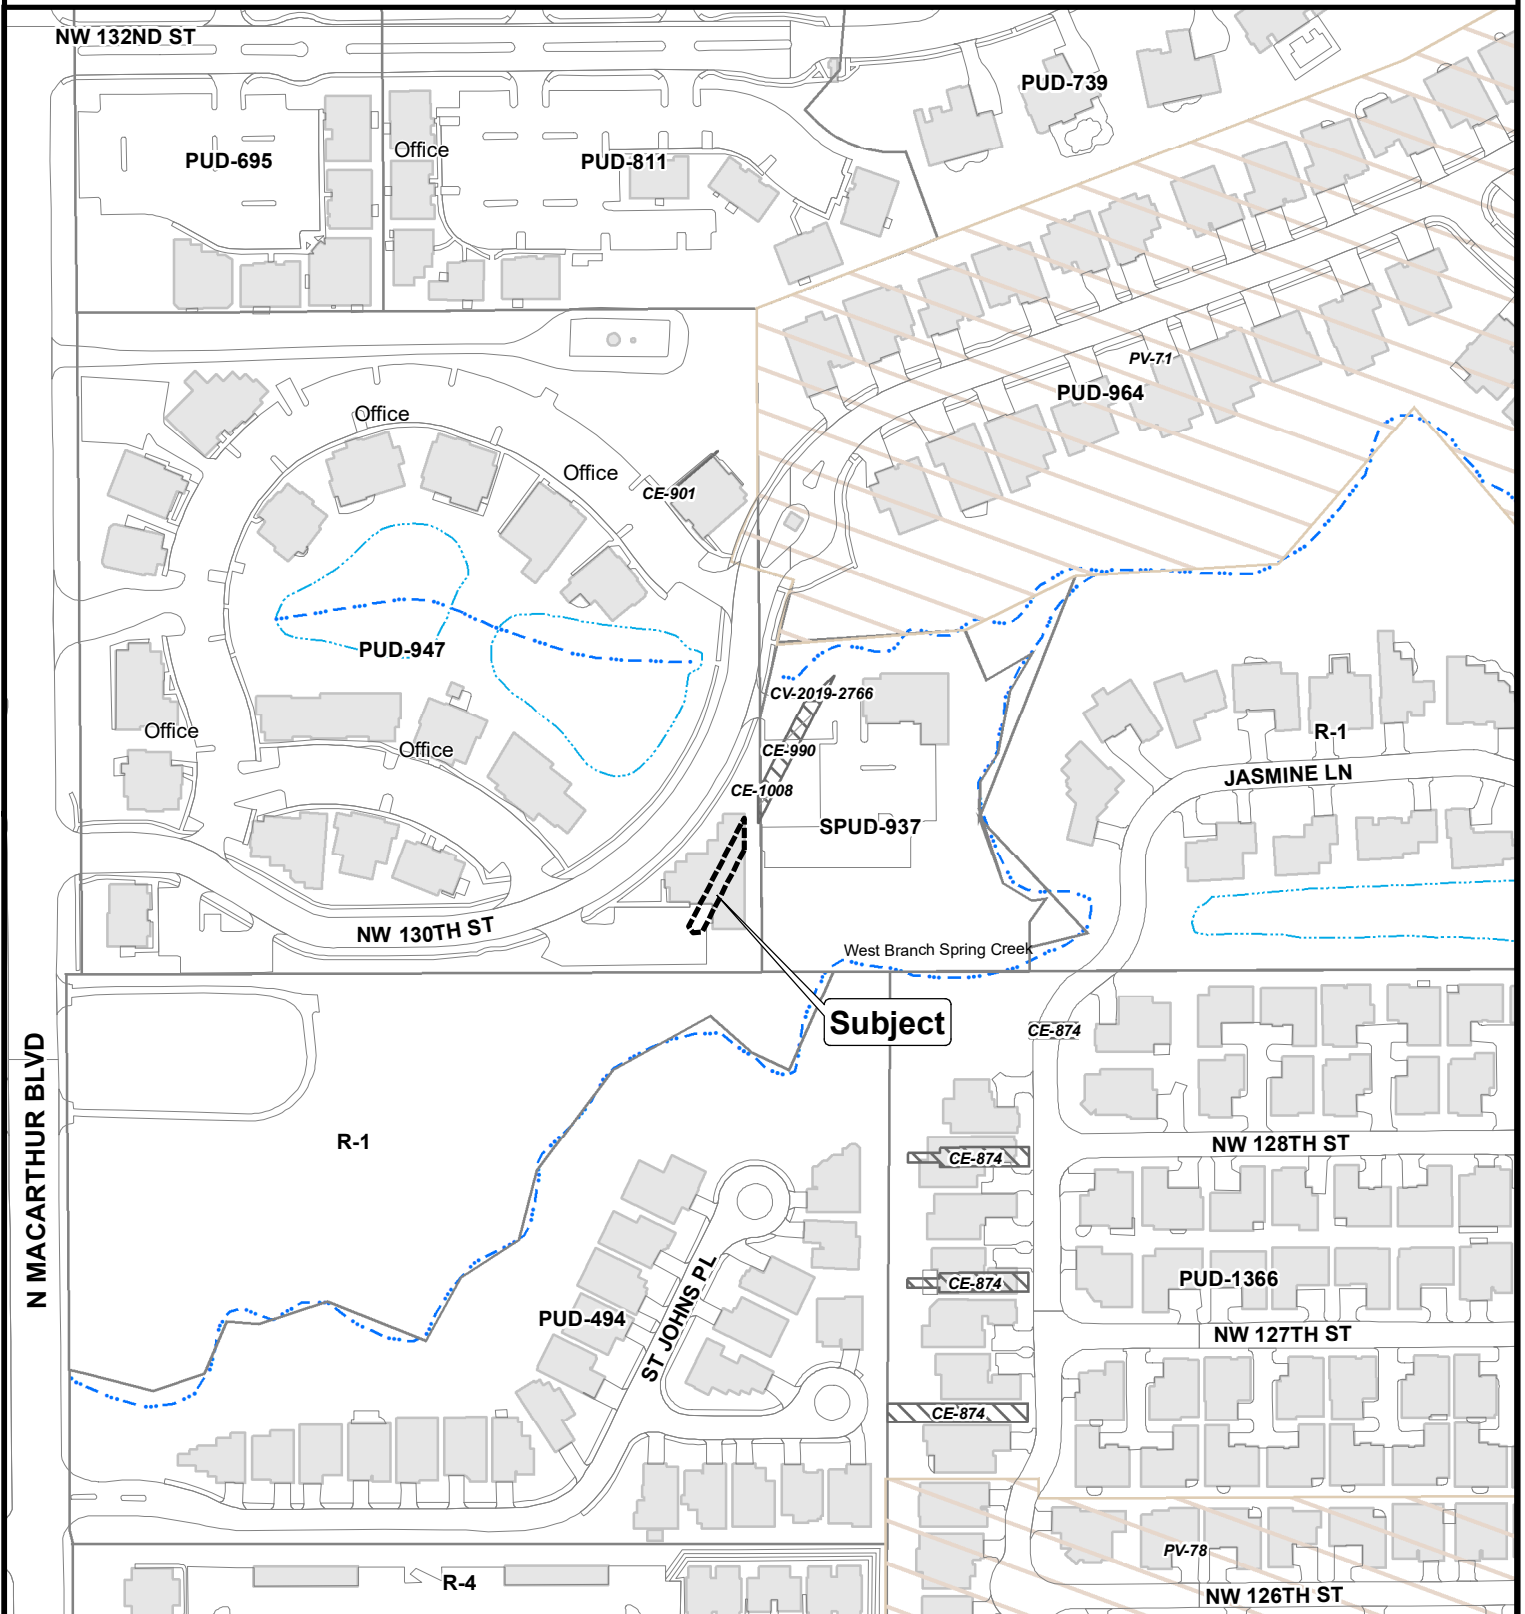 NW 132ND ST
PUD-739
PUD-695
Office
PUD-811
PV-71
PUD-964
Office
Office
CE-901
PUD-947
CV-2019-2766
Office
Office
CE-990
CE-1008
R-1
JASMINE LN
SPUD-937
NW 130TH ST
West Branch Spring Creek
Subject
CE-874
N MACARTHUR BLVD
R-1
NW 128TH ST
CE-874
CE-874
PUD-1366
PUD-494
ST JOHNS PL
NW 127TH ST
CE-874
PV-78
R-4
NW 126TH ST